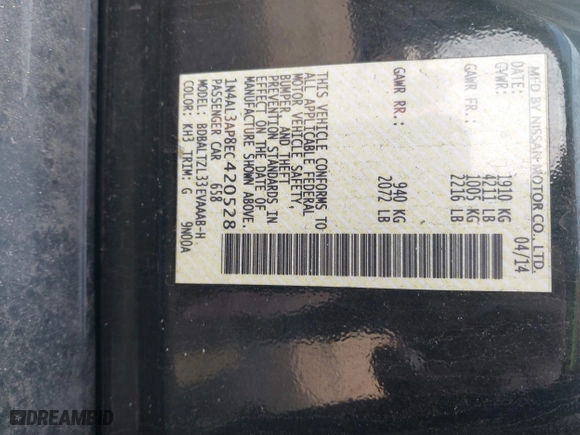 MFD BY NISSAN MOTOR CO., LTD.
DATE: 04/14
GVWR: 1910 KG
4211 LB
GAWR FR.: 1005 KG
2216 LB
GAWR RR.: 940 KG
2072 LB
THIS VEHICLE CONFORMS TO
ALL APPLICABLE FEDERAL
MOTOR VEHICLE SAFETY,
BUMPER, AND THEFT
PREVENTION STANDARDS IN
EFFECT ON THE DATE OF
MANUFACTURE SHOWN ABOVE.
1N4AL3AP8EC420528
PASSENGER CAR 658
MODEL: BDBALTZL33EVAAAB-H
COLOR: KH3 TRIM: G 9N00A
DREAMBID